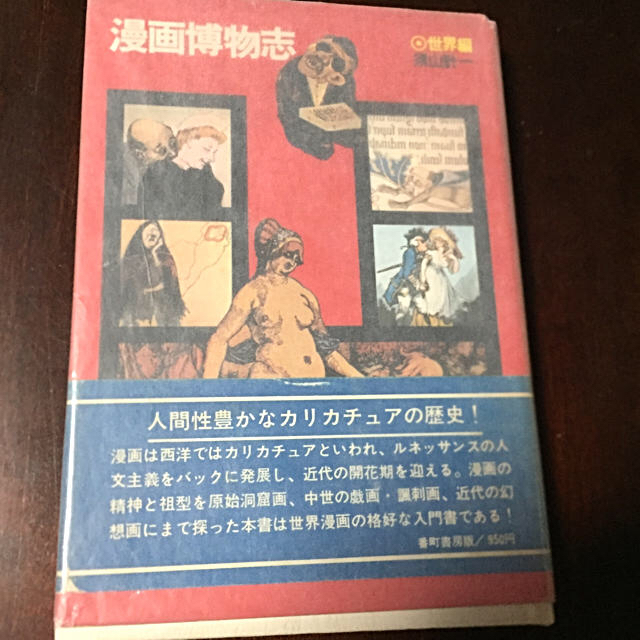 漫画博物志
世界編
須山計一
人間性豊かなカリカチュアの歴史!
漫画は西洋ではカリカチュアといわれ、ルネッサンスの人
文主義をバックに発展し、近代の開花期を迎える。漫画の
精神と祖型を原始洞窟画、中世の戯画・諷刺画、近代の幻
想画にまで探った本書は世界漫画の格好な入門書である!
番町書房版/950円